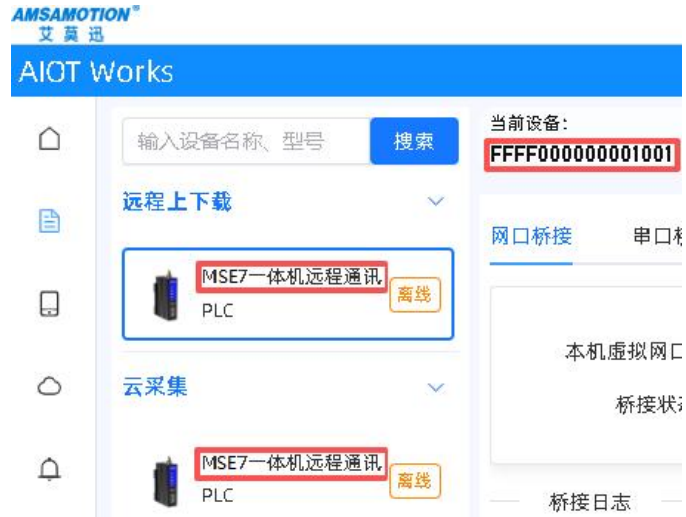 AMSAMOTION®
艾莫迅
AIOT Works
输入设备名称、型号
搜索
远程上下载
MSE7一体机远程通讯
PLC
离线
云采集
MSE7一体机远程通讯
PLC
离线
当前设备:
FFFF000000001001
网口桥接
串口
本机虚拟网口
桥接状
桥接日志